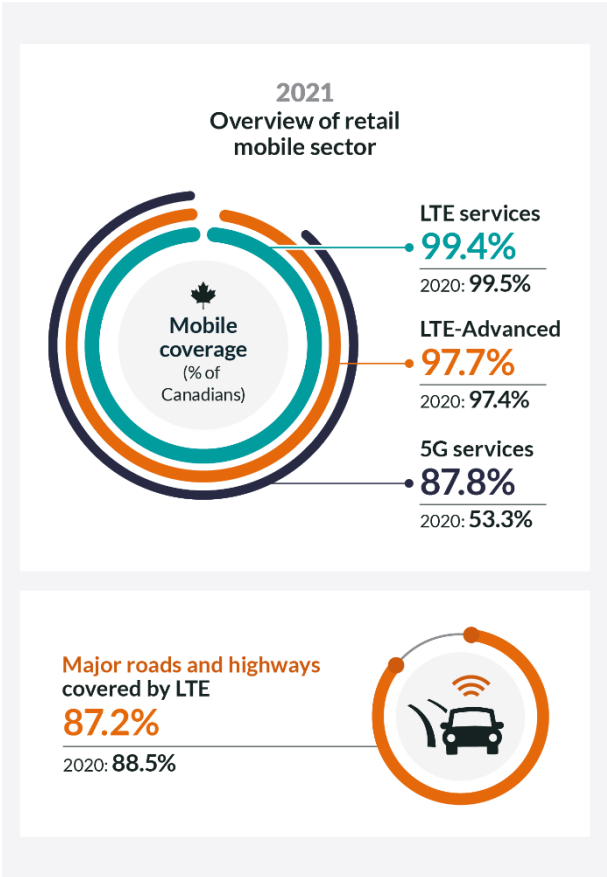 2021
Overview of retail
mobile sector
Mobile
coverage
(% of
Canadians)
LTE services
99.4%
2020: 99.5%
LTE-Advanced
97.7%
2020: 97.4%
5G services
87.8%
2020: 53.3%
Major roads and highways
covered by LTE
87.2%
2020: 88.5%